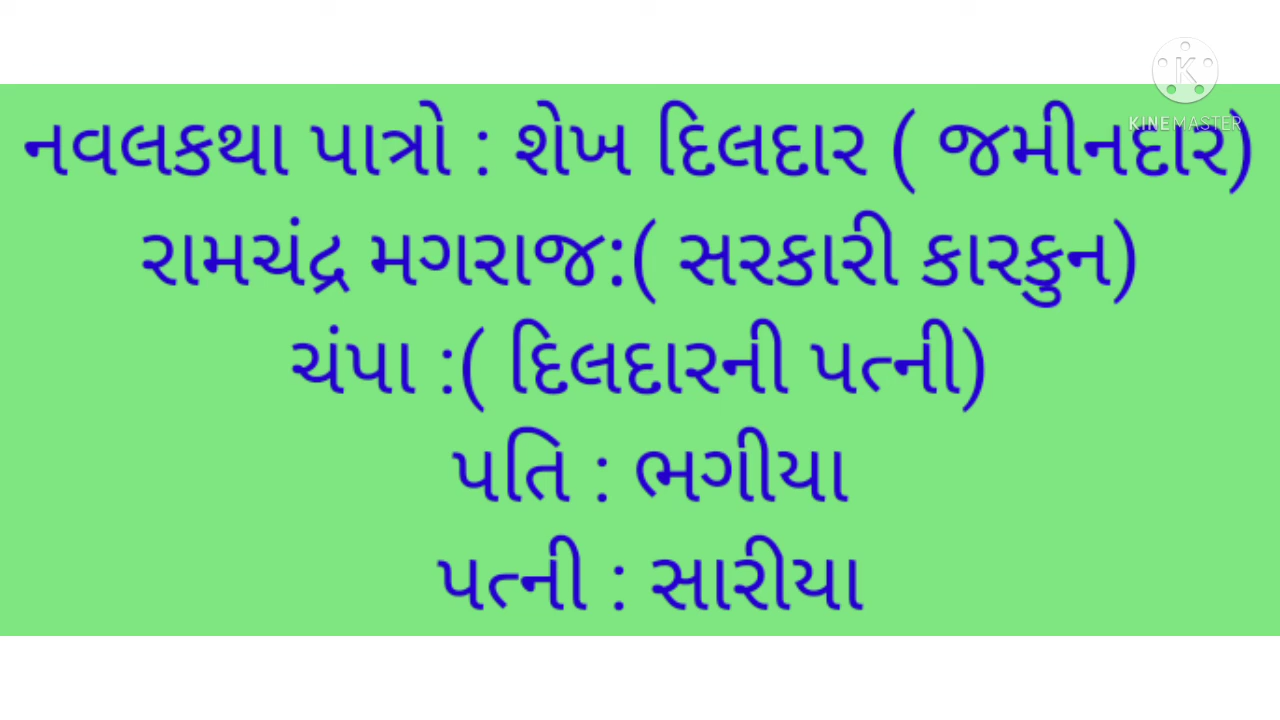 KINEMASTER
નવલકથા પાત્રો : શેખ દિલદાર ( જમીનદાર)
રામચંદ્ર મગરાજ:( સરકારી કારકુન)
ચંપા :( દિલદારની પત્ની)
પતિ : ભગીયા
પત્ની : સારીયા